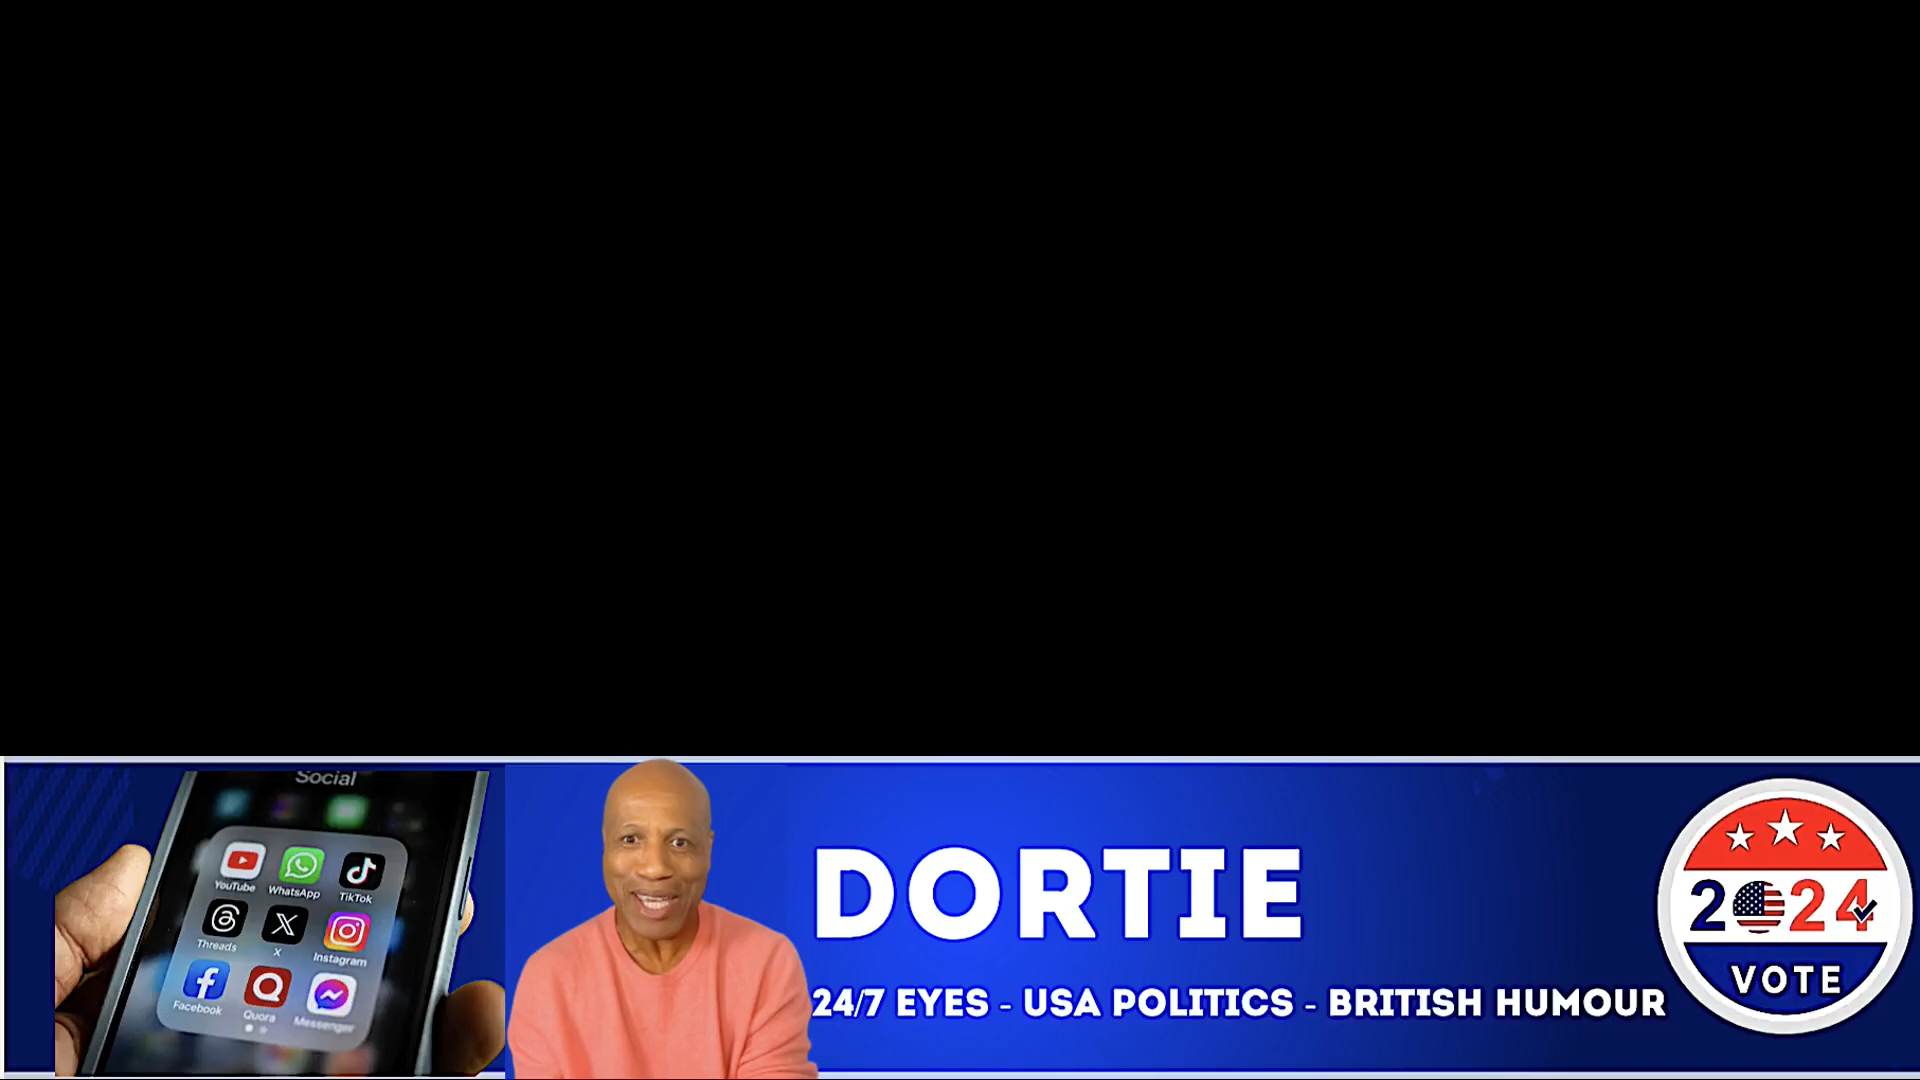 Social
YouTube
WhatsApp
TikTok
Threads
X
Instagram
Facebook
Quora
Messenger
DORTIE
24/7 EYES - USA POLITICS - BRITISH HUMOUR
2024
VOTE